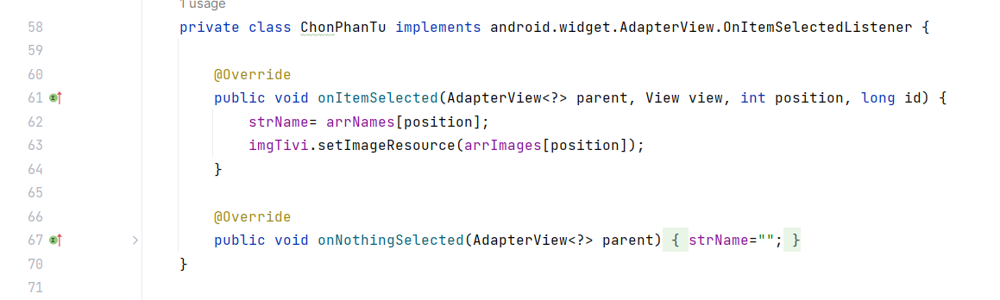 1 usage
58 private class ChonPhanTu implements android.widget.AdapterView.OnItemSelectedListener {
59
60 @Override
61 public void onItemSelected(AdapterView<?> parent, View view, int position, long id) {
62 strName= arrNames[position];
63 imgTivi.setImageResource(arrImages[position]);
64 }
65
66 @Override
67 public void onNothingSelected(AdapterView<?> parent) { strName=""; }
70 }
71